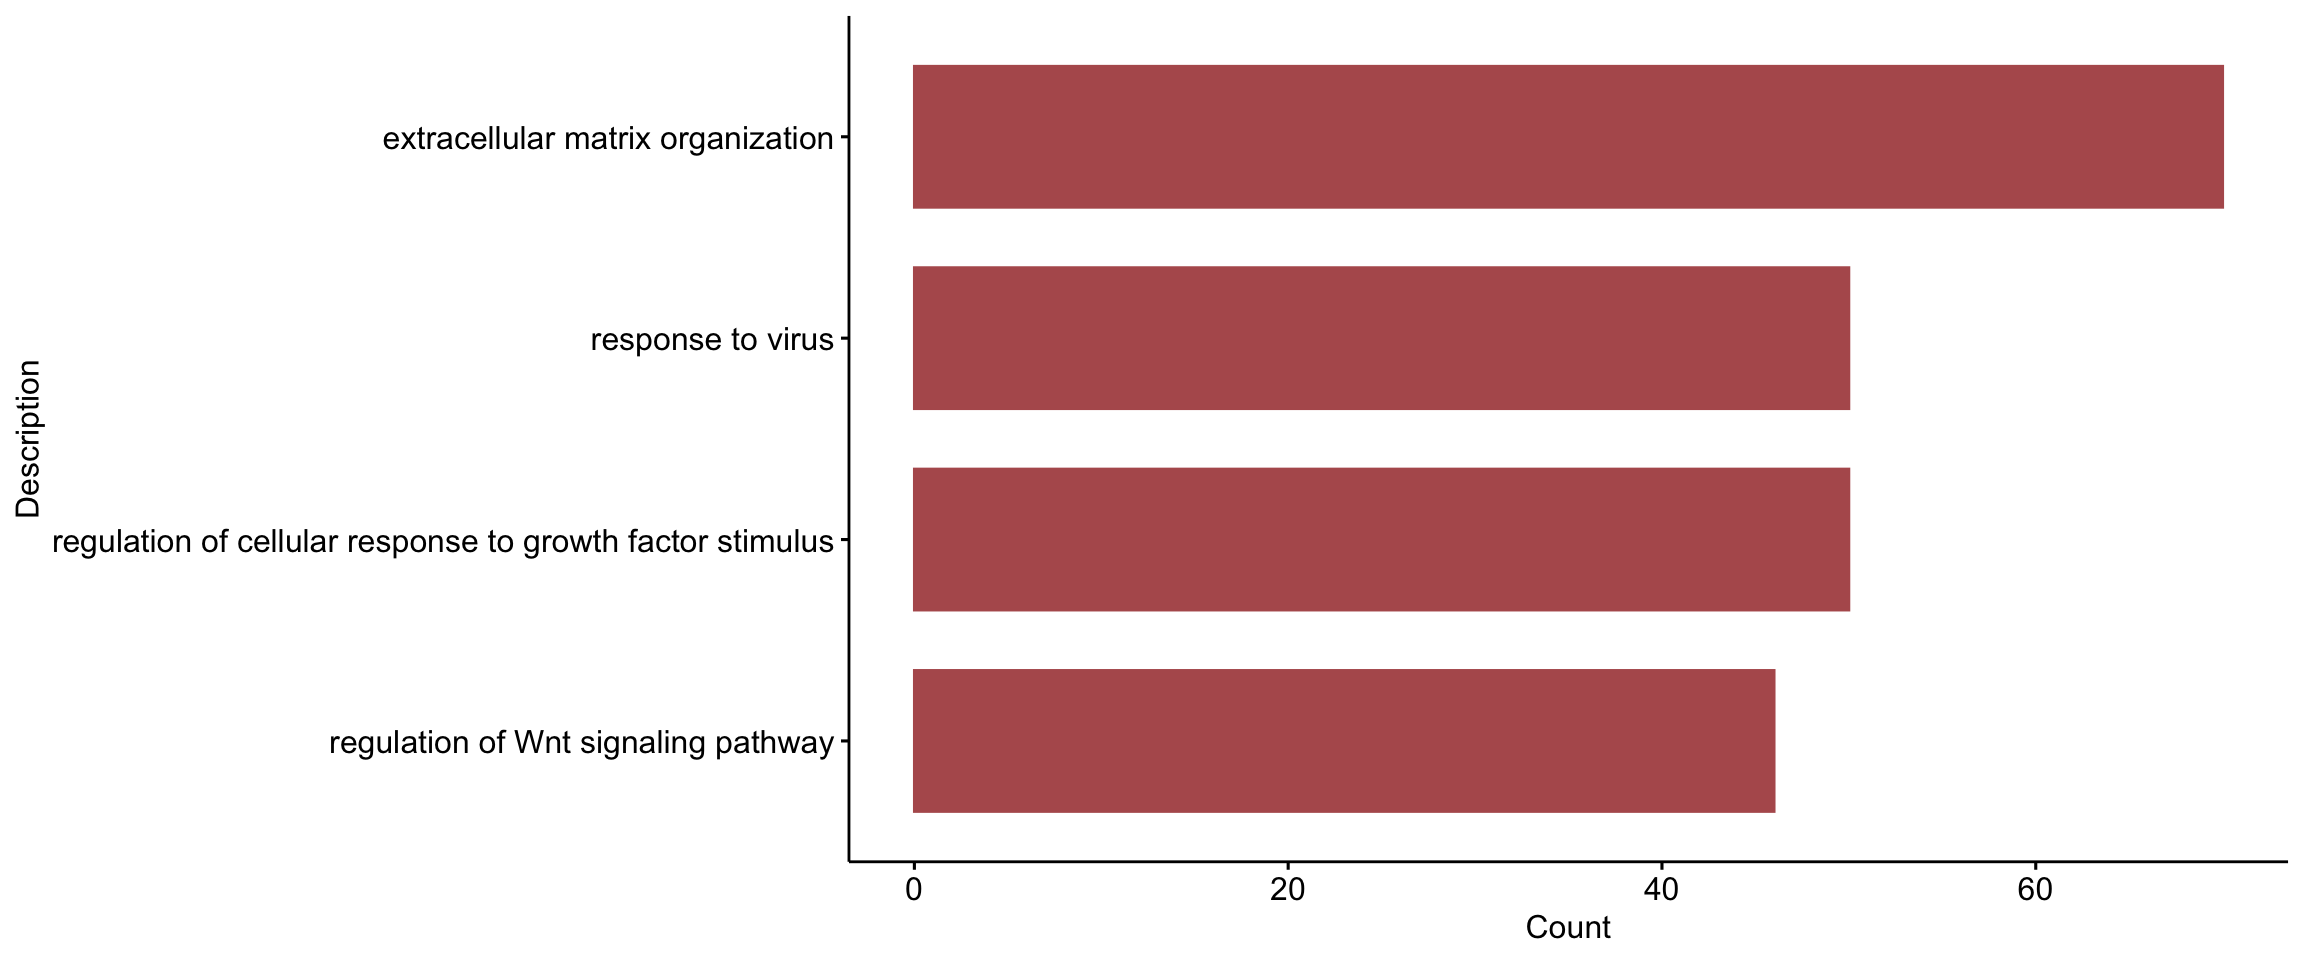 Description
extracellular matrix organization
response to virus
regulation of cellular response to growth factor stimulus
regulation of Wnt signaling pathway
0 20 40 60
Count